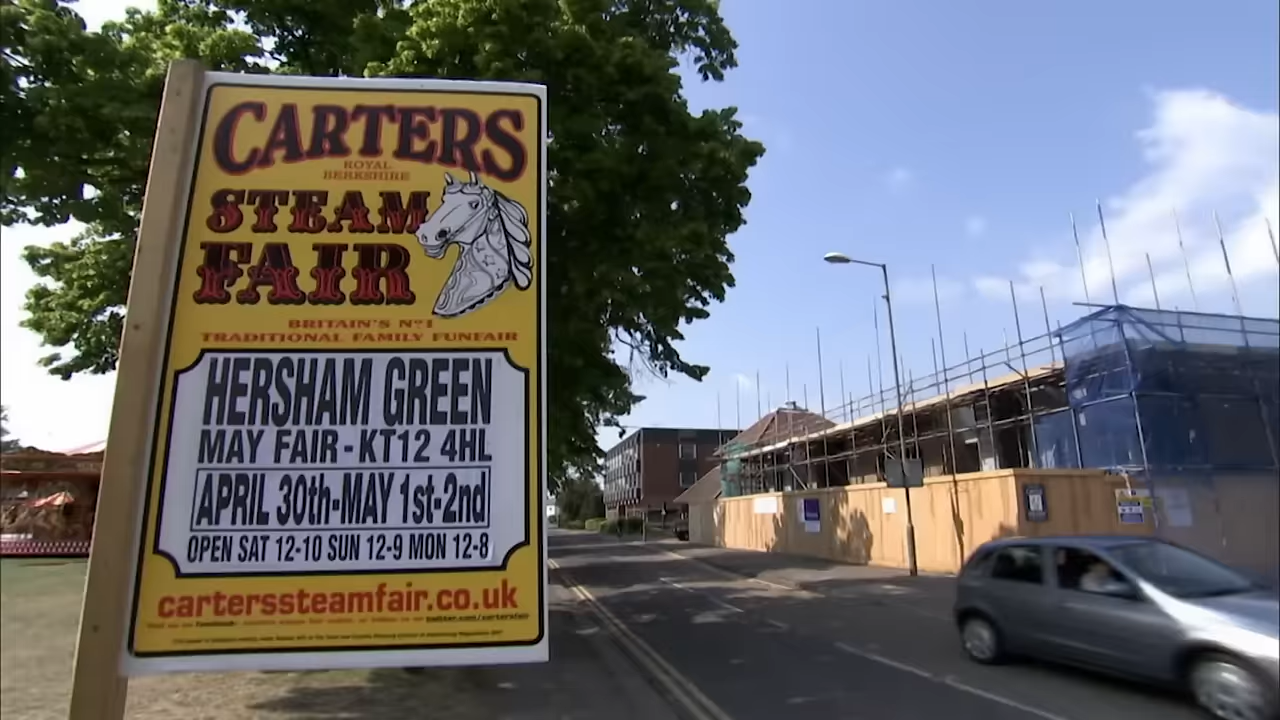 CARTERS
ROYAL
BERKSHIRE
STEAM
FAIR
BRITAIN'S Nº1
TRADITIONAL FAMILY FUNFAIR
HERSHAM GREEN
MAY FAIR - KT12 4HL
APRIL 30th-MAY 1st-2nd
OPEN SAT 12-10 SUN 12-9 MON 12-8
carterssteamfair.co.uk